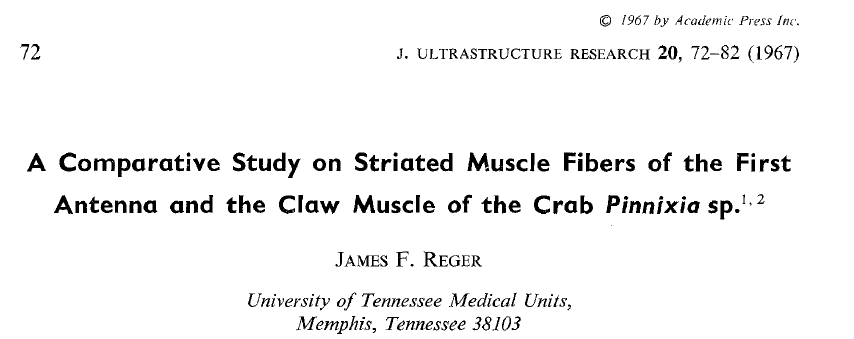 © 1967 by Academic Press Inc.
72 J. ULTRASTRUCTURE RESEARCH 20, 72–82 (1967)
A Comparative Study on Striated Muscle Fibers of the First
Antenna and the Claw Muscle of the Crab Pinnixia sp.1, 2
JAMES F. REGER
University of Tennessee Medical Units,
Memphis, Tennessee 38103